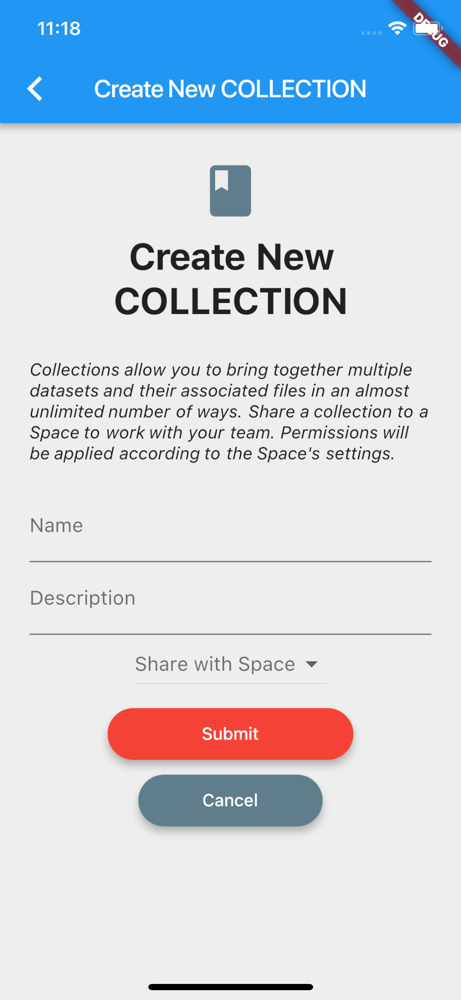 11:18
DEBUG
Create New COLLECTION
Create New
COLLECTION
Collections allow you to bring together multiple
datasets and their associated files in an almost
unlimited number of ways. Share a collection to a
Space to work with your team. Permissions will
be applied according to the Space's settings.
Name
Description
Share with Space
Submit
Cancel